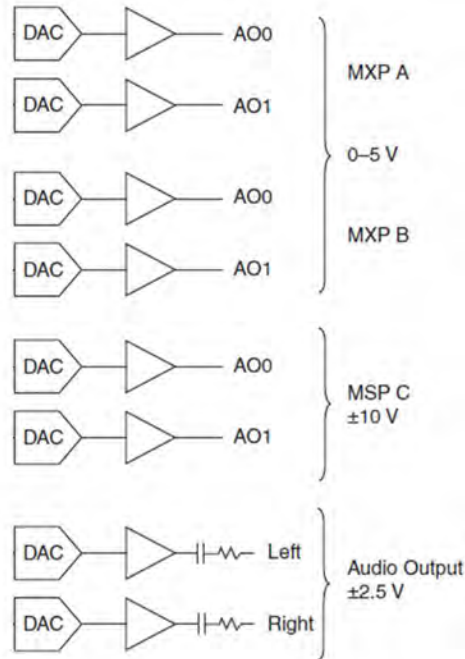 DAC AO0
MXP A
DAC AO1
0–5 V
DAC AO0
MXP B
DAC AO1
DAC AO0
MSP C
±10 V
DAC AO1
DAC Left
Audio Output
±2.5 V
DAC Right